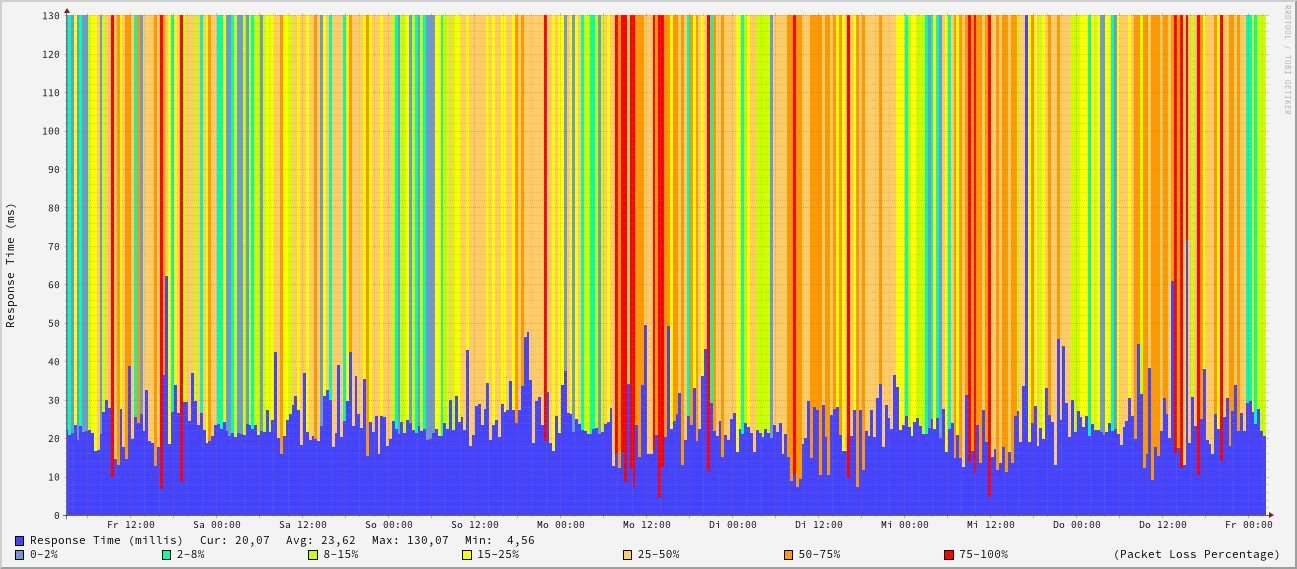 RRDTOOL / TOBI OETIKER
Response Time (ms)
130
120
110
100
90
80
70
60
50
40
30
20
10
0
Fr 12:00 Sa 00:00 Sa 12:00 So 00:00 So 12:00 Mo 00:00 Mo 12:00 Di 00:00 Di 12:00 Mi 00:00 Mi 12:00 Do 00:00 Do 12:00 Fr 00:00
Response Time (millis) Cur: 20,07 Avg: 23,62 Max: 130,07 Min: 4,56
0-2% 2-8% 8-15% 15-25% 25-50% 50-75% 75-100% (Packet Loss Percentage)